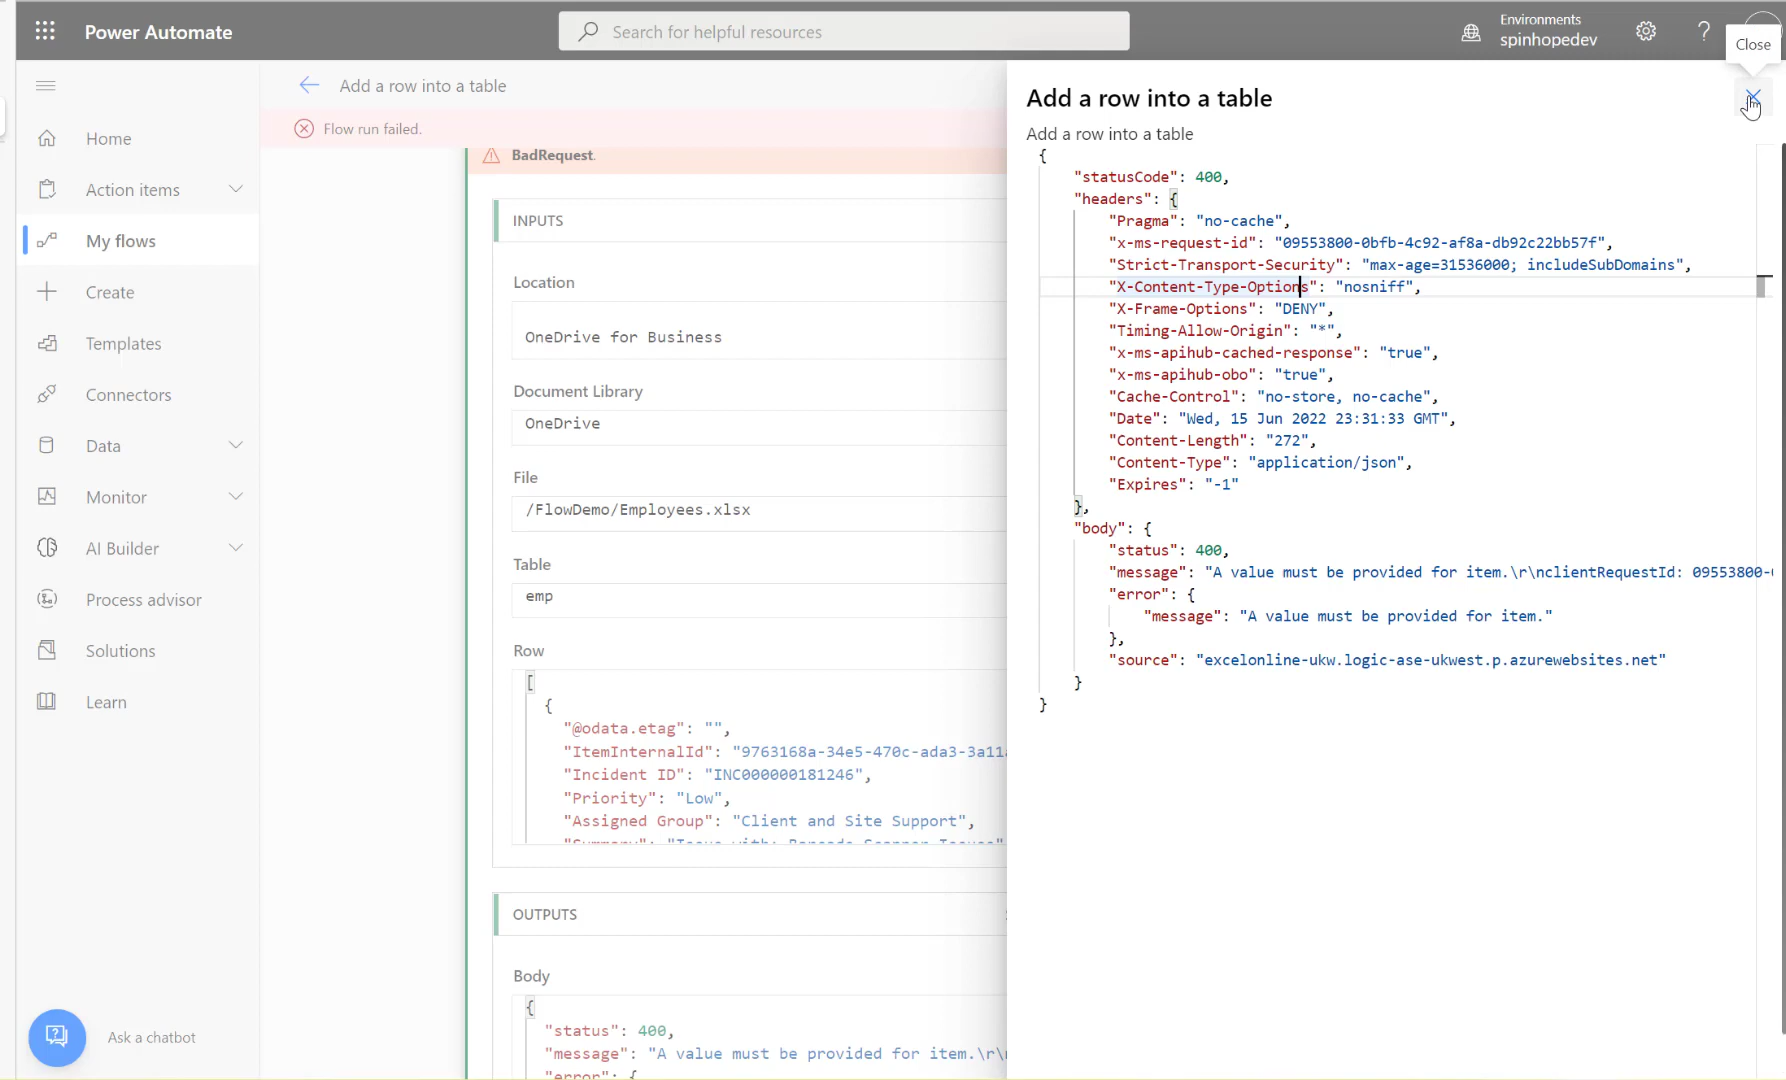 Power Automate
Search for helpful resources
Environments
spinhopedev
?
Close
Home
Action items
My flows
Create
Templates
Connectors
Data
Monitor
AI Builder
Process advisor
Solutions
Learn
Ask a chatbot
Add a row into a table
Flow run failed.
BadRequest.
INPUTS
Location
OneDrive for Business
Document Library
OneDrive
File
/FlowDemo/Employees.xlsx
Table
emp
Row
[
{
"@odata.etag": "",
"ItemInternalId": "9763168a-34e5-470c-ada3-3a11
"Incident ID": "INC000000181246",
"Priority": "Low",
"Assigned Group": "Client and Site Support",
"Summary": "Issue with: Barcode Scanner Issues"
OUTPUTS
Body
{
"status": 400,
"message": "A value must be provided for item.\r\n
"error": {
Add a row into a table
Add a row into a table
{
"statusCode": 400,
"headers": {
"Pragma": "no-cache",
"x-ms-request-id": "09553800-0bfb-4c92-af8a-db92c22bb57f",
"Strict-Transport-Security": "max-age=31536000; includeSubDomains",
"X-Content-Type-Options": "nosniff",
"X-Frame-Options": "DENY",
"Timing-Allow-Origin": "*",
"x-ms-apihub-cached-response": "true",
"x-ms-apihub-obo": "true",
"Cache-Control": "no-store, no-cache",
"Date": "Wed, 15 Jun 2022 23:31:33 GMT",
"Content-Length": "272",
"Content-Type": "application/json",
"Expires": "-1"
},
"body": {
"status": 400,
"message": "A value must be provided for item.\r\nclientRequestId: 09553800-
"error": {
"message": "A value must be provided for item."
},
"source": "excelonline-ukw.logic-ase-ukwest.p.azurewebsites.net"
}
}